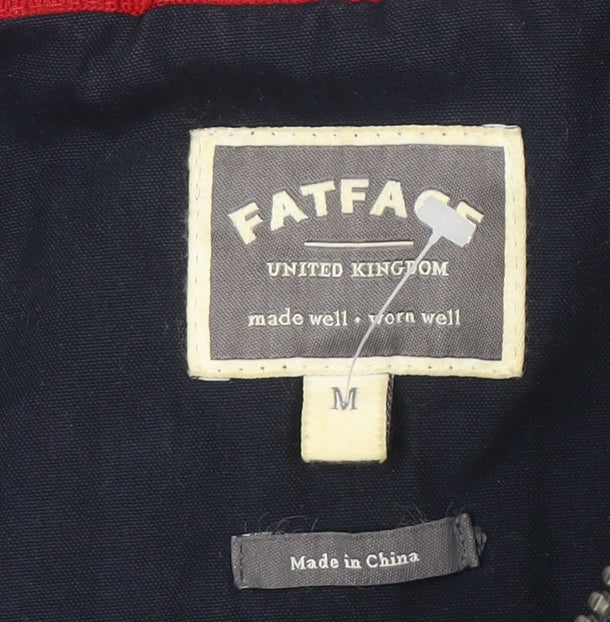 FATFACE
UNITED KINGDOM
made well • worn well
M
Made in China